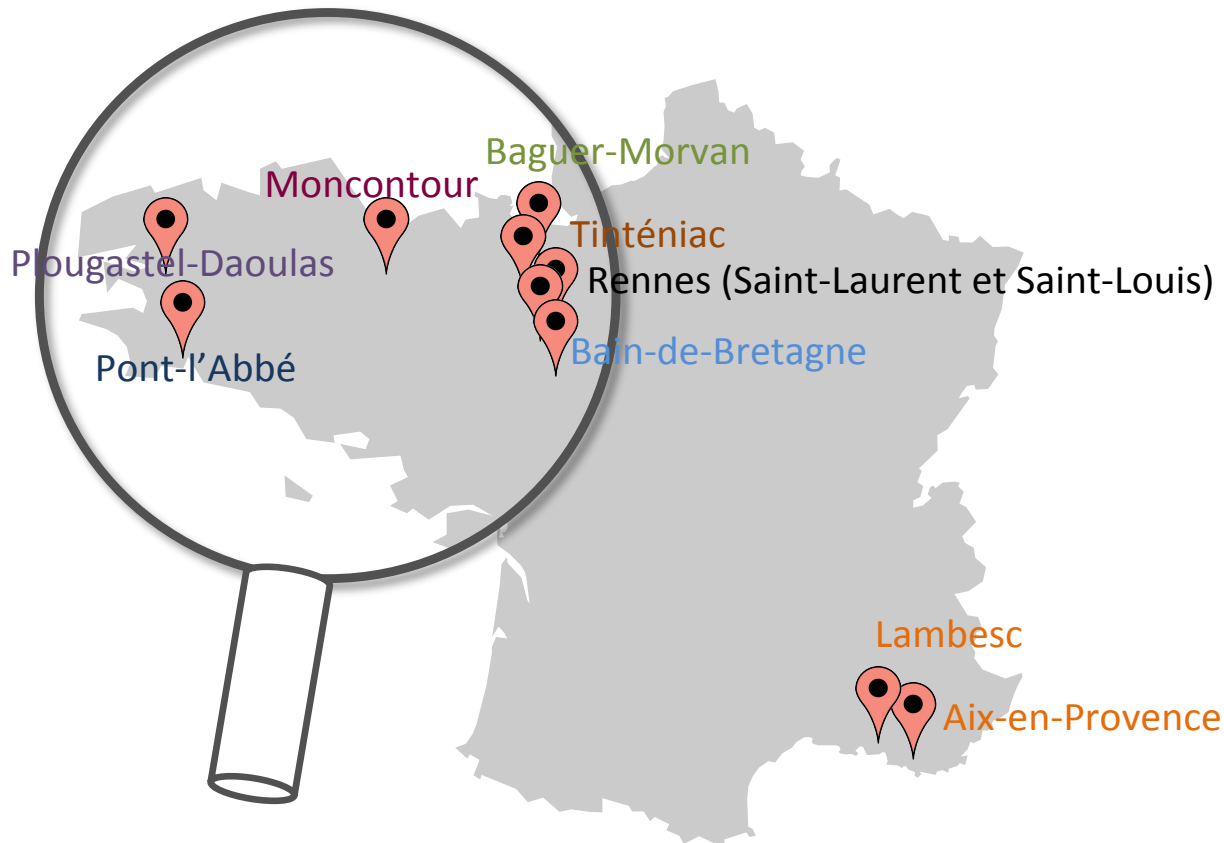 Baguer-Morvan
Moncontour
Tinténiac
Plougastel-Daoulas
Rennes (Saint-Laurent et Saint-Louis)
Bain-de-Bretagne
Pont-l’Abbé
Lambesc
Aix-en-Provence